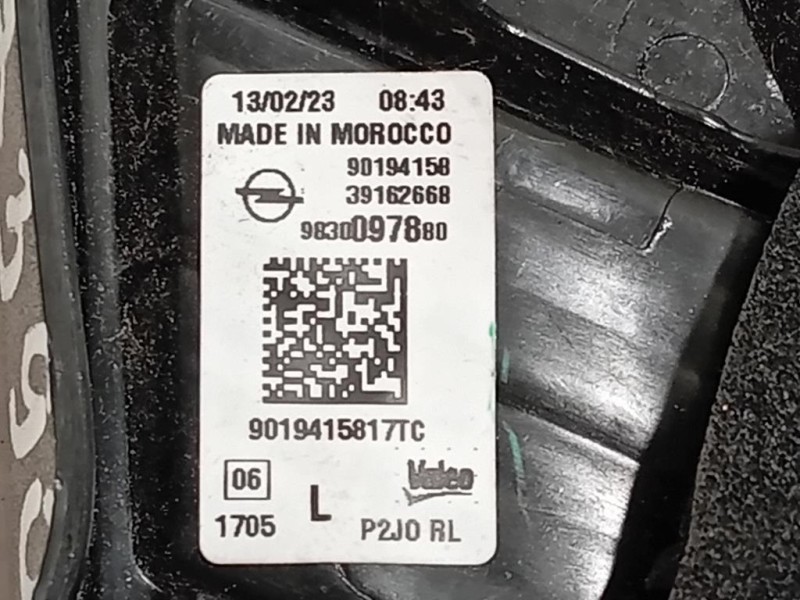 13/02/23 08:43
MADE IN MOROCCO
90194158
39162668
9830097880
9019415817TC
06
1705
L
Valeo
P2JO RL